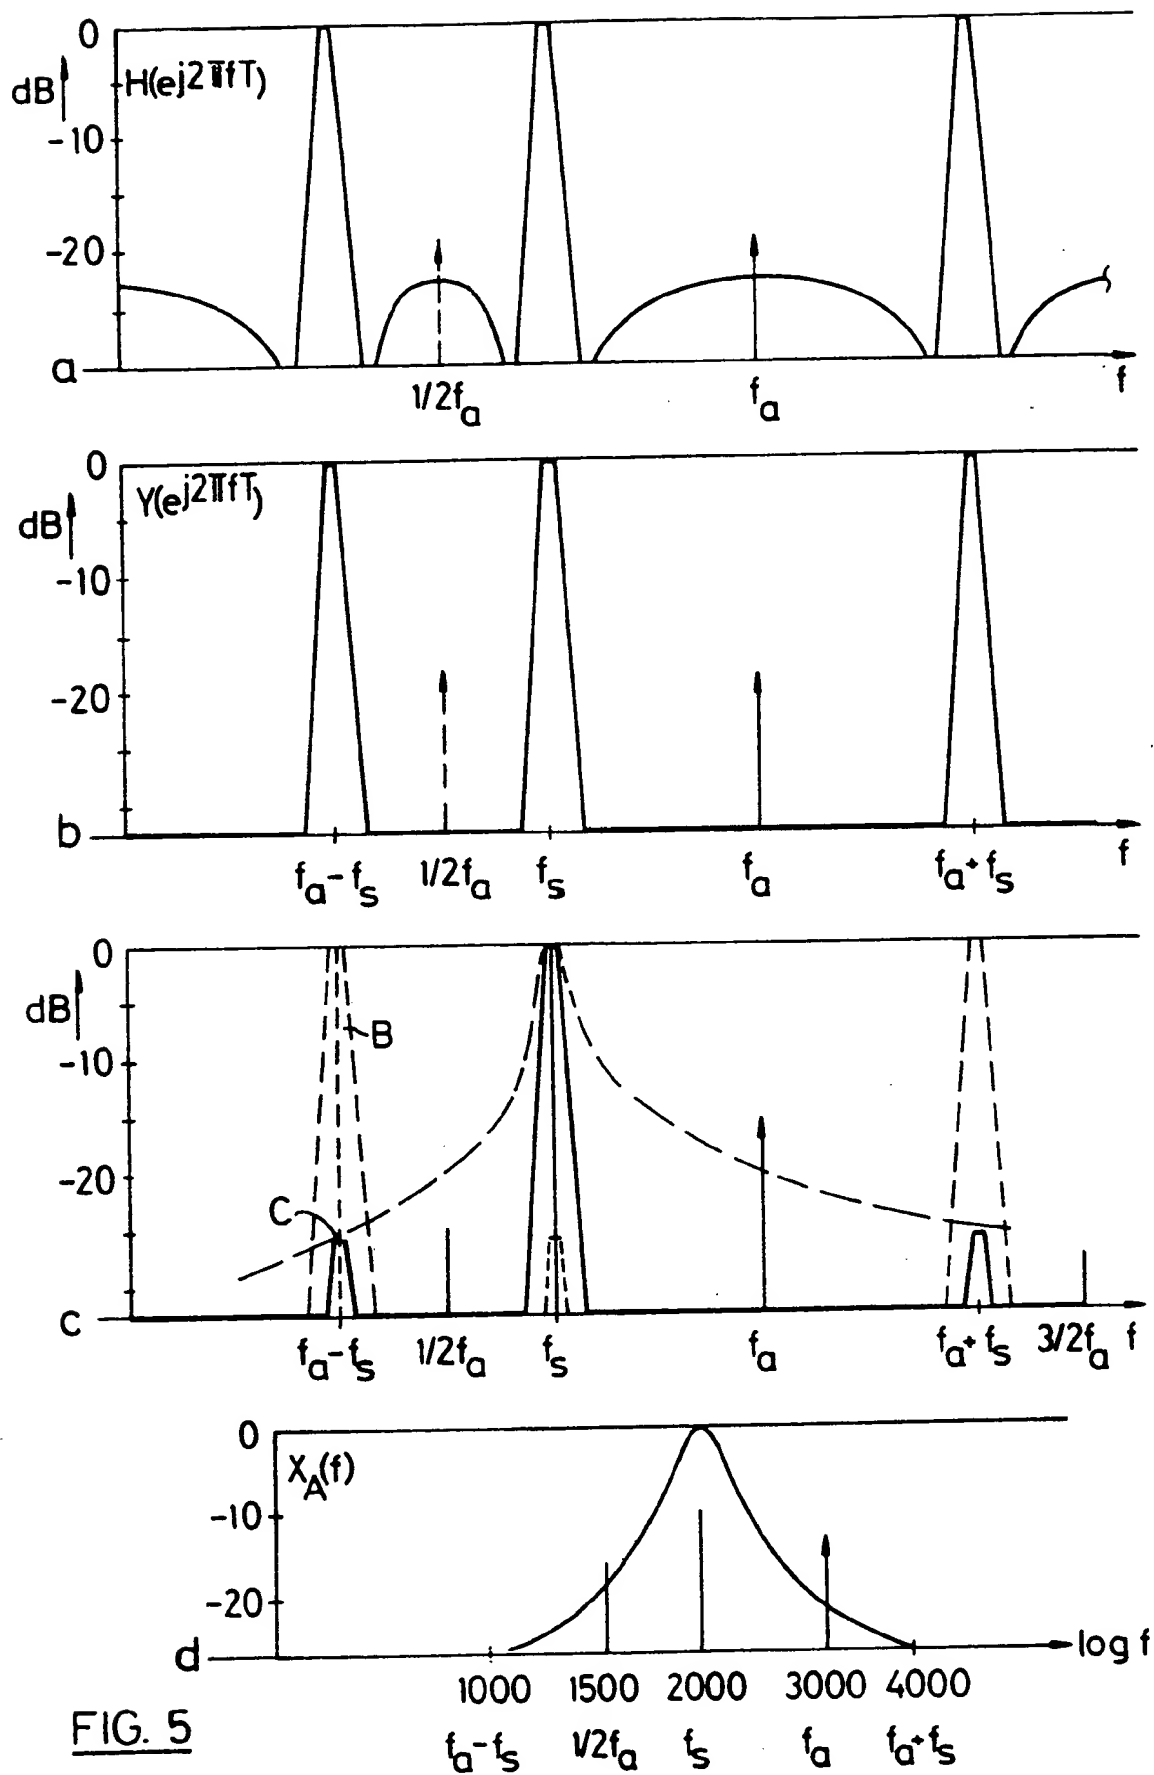 0
dB
H(ej2πfT)
-10
-20
a
1/2fa
fa
f
0
dB
Y(ej2πfT)
-10
-20
b
fa-fs 1/2fa fs fa fa+fs f
0
dB
B
-10
-20
C
c
fa-fs 1/2fa fs fa fa+fs 3/2fa f
0
XA(f)
-10
-20
d
log f
1000 1500 2000 3000 4000
fa-fs 1/2fa fs fa fa+fs
FIG. 5